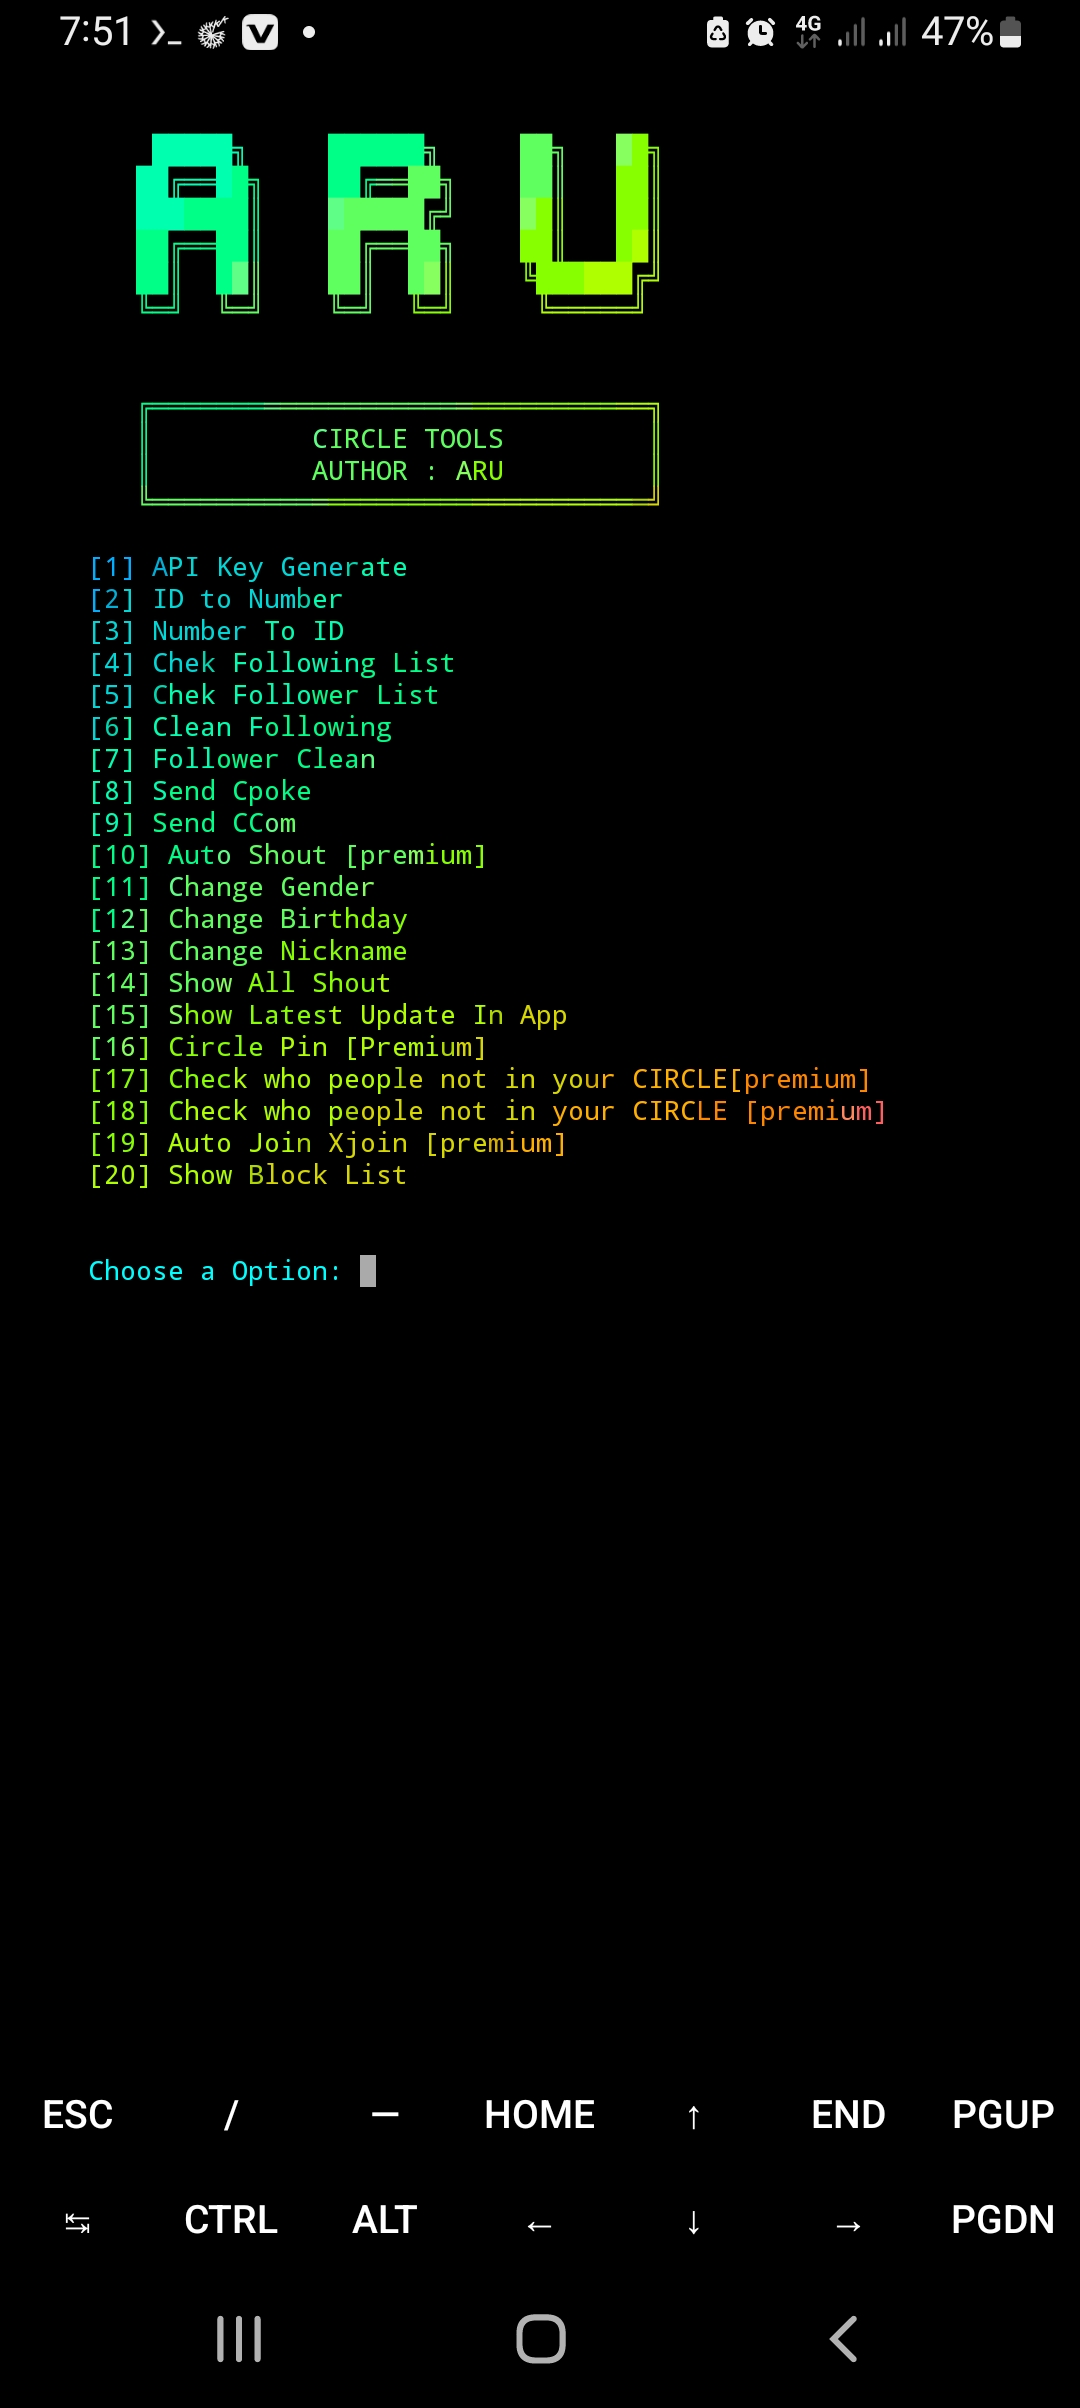 7:51
4G
47%
ARU
CIRCLE TOOLS
AUTHOR : ARU
[1] API Key Generate
[2] ID to Number
[3] Number To ID
[4] Chek Following List
[5] Chek Follower List
[6] Clean Following
[7] Follower Clean
[8] Send Cpoke
[9] Send CCom
[10] Auto Shout [premium]
[11] Change Gender
[12] Change Birthday
[13] Change Nickname
[14] Show All Shout
[15] Show Latest Update In App
[16] Circle Pin [Premium]
[17] Check who people not in your CIRCLE[premium]
[18] Check who people not in your CIRCLE [premium]
[19] Auto Join Xjoin [premium]
[20] Show Block List
Choose a Option:
ESC / — HOME ↑ END PGUP
↹ CTRL ALT ← ↓ → PGDN